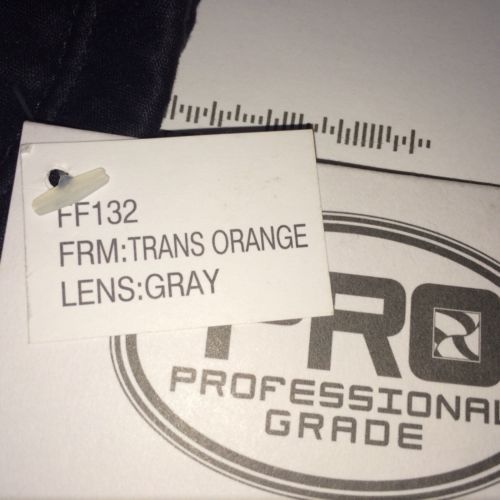 FF132
FRM:TRANS ORANGE
LENS:GRAY
PRO
PROFESSIONAL
GRADE